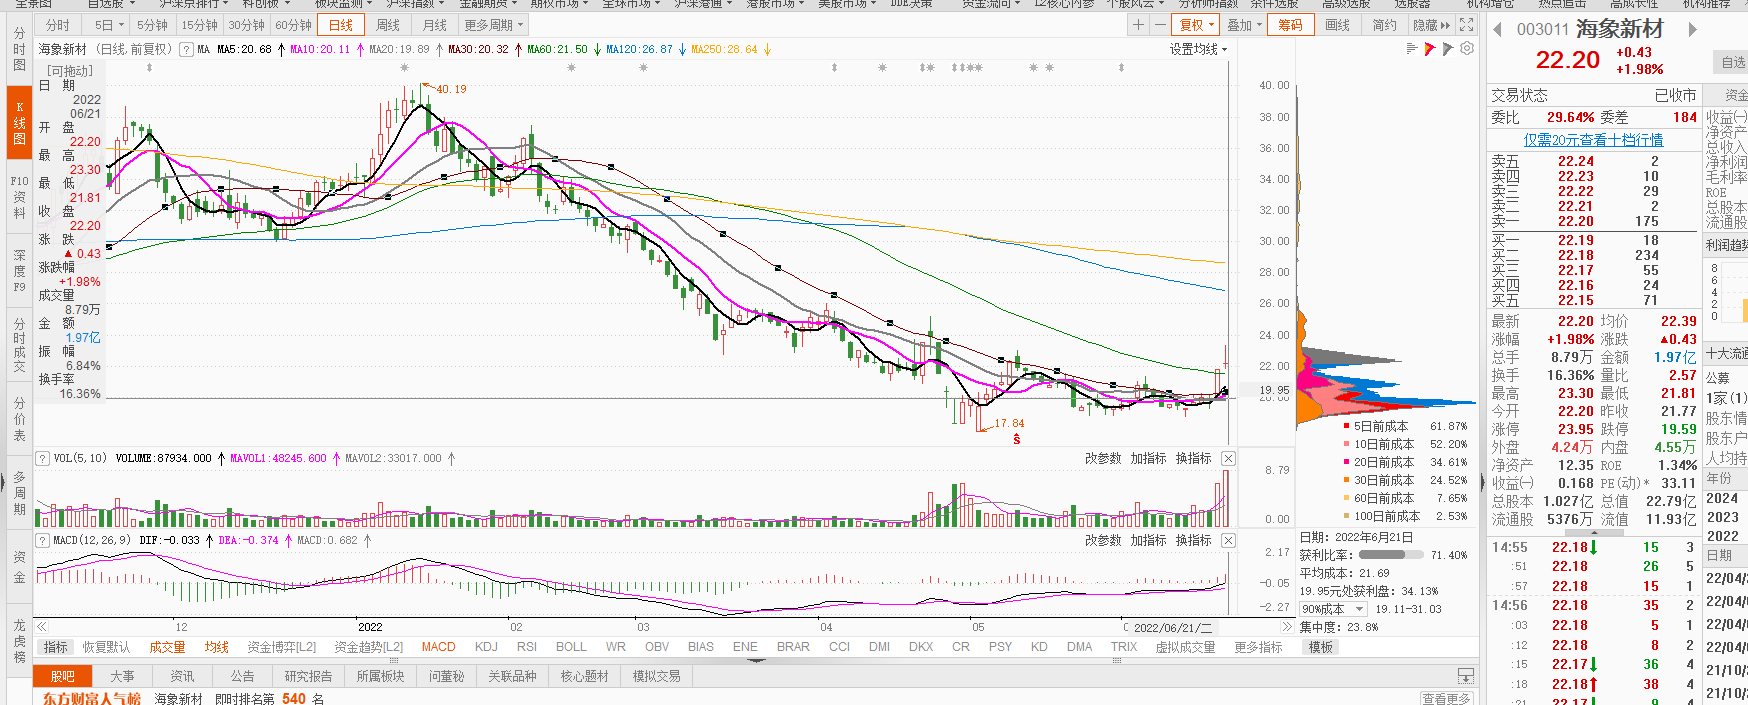 全景图 自选股 沪深京排行 沪深指数 金融期货 期权市场 全球市场 沪深港通 港股市场 美股市场 DDE决策 资金流向 L2核心内参 个股风云 分析师指数 条件选股 高级选股 选股器 机构增仓 热点追击 高成长性 机构推荐
分时 5日 5分钟 15分钟 30分钟 60分钟 日线 周线 月线 更多周期 复权 叠加 筹码 画线 简约 隐藏
海象新材 (日线,前复权) ? MA MA5:20.68 MA10:20.11 MA20:19.89 MA30:20.32 MA60:21.50 MA120:26.87 MA250:28.64 设置均线
分时图
K线图
F10资料
深度F9
分时成交
分价表
多周期
资金
龙虎榜
[可拖动]
日 期
2022
06/21
开 盘
22.20
最 高
23.30
最 低
21.81
收 盘
22.20
涨 跌
▲ 0.43
涨跌幅
+1.98%
成交量
8.79万
金 额
1.97亿
振 幅
6.84%
换手率
16.36%
40.19
17.84
ŝ
40.00
38.00
36.00
34.00
32.00
30.00
28.00
26.00
24.00
22.00
19.95
? VOL(5,10) VOLUME:87934.000 MAVOL1:48245.600 MAVOL2:33017.000 改参数 加指标 换指标
8.79
0.00
? MACD(12,26,9) DIF:-0.033 DEA:-0.374 MACD:0.682 改参数 加指标 换指标
2.17
-0.05
-2.27
12 2022 02 03 04 05 2022/06/21/二
5日前成本 61.87%
10日前成本 52.20%
20日前成本 34.61%
30日前成本 24.52%
60日前成本 7.65%
100日前成本 2.53%
日期: 2022年6月21日
获利比率: 71.40%
平均成本: 21.69
19.95元处获利盘: 34.13%
90%成本 19.11-31.03
集中度: 23.8%
指标 恢复默认 成交量 均线 资金博弈[L2] 资金趋势[L2] MACD KDJ RSI BOLL WR OBV BIAS ENE BRAR CCI DMI DKX CR PSY KD DMA TRIX 虚拟成交量 更多指标 模板
股吧 大事 资讯 公告 研究报告 所属板块 问董秘 关联品种 核心题材 模拟交易
东方财富人气榜 海象新材 即时排名第 540 名 查看更多
003011 海象新材
22.20 +0.43
+1.98%
自选
交易状态 已收市
委比 29.64% 委差 184
仅需20元查看十档行情
卖五 22.24 2
卖四 22.23 10
卖三 22.22 29
卖二 22.21 2
卖一 22.20 175
买一 22.19 18
买二 22.18 234
买三 22.17 55
买四 22.16 24
买五 22.15 71
最新 22.20 均价 22.39
涨幅 +1.98% 涨跌 ▲0.43
总手 8.79万 金额 1.97亿
换手 16.36% 量比 2.57
最高 23.30 最低 21.81
今开 22.20 昨收 21.77
涨停 23.95 跌停 19.59
外盘 4.24万 内盘 4.55万
净资产 12.35 ROE 1.34%
收益(一) 0.168 PE(动)* 33.11
总股本 1.027亿 总值 22.79亿
流通股 5376万 流值 11.93亿
14:55 22.18 15 3
:51 22.18 26 5
:57 22.18 15 1
14:56 22.18 35 2
:03 22.18 5 1
:12 22.18 8 2
:15 22.17 36 4
:18 22.18 38 4
:21 22.17 9 4
资金
收益(一)
净资产
总收入
净利润
毛利率
ROE
总股本
流通股
利润趋势
8
6
4
2
0
十大流通
公募
1家(1)
股东情
股东户
人均持
年份
2024
2023
2022
日期
22/04/
22/04/
22/04/
22/04/
21/10/
21/10/